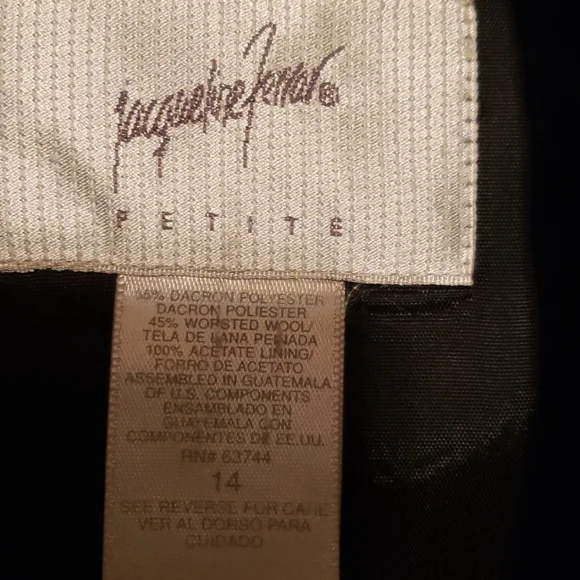 jacqueline Ferrar®
PETITE
55% DACRON POLYESTER
DACRON POLIESTER
45% WORSTED WOOL/
TELA DE LANA PEINADA
100% ACETATE LINING/
FORRO DE ACETATO
ASSEMBLED IN GUATEMALA
OF U.S. COMPONENTS
ENSAMBLADO EN
GUATEMALA CON
COMPONENTES DE EE.UU.
RN# 63744
14
SEE REVERSE FOR CARE
VER AL DORSO PARA
CUIDADO